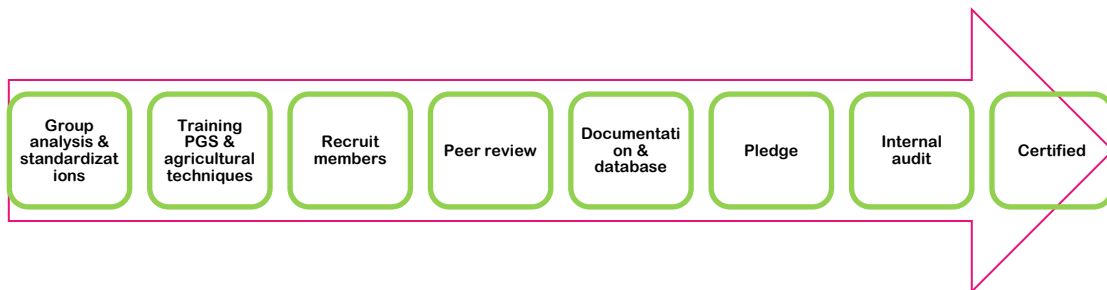 Group
analysis &
standardizat
ions
Training
PGS &
agricultural
techniques
Recruit
members
Peer review
Documentati
on &
database
Pledge
Internal
audit
Certified